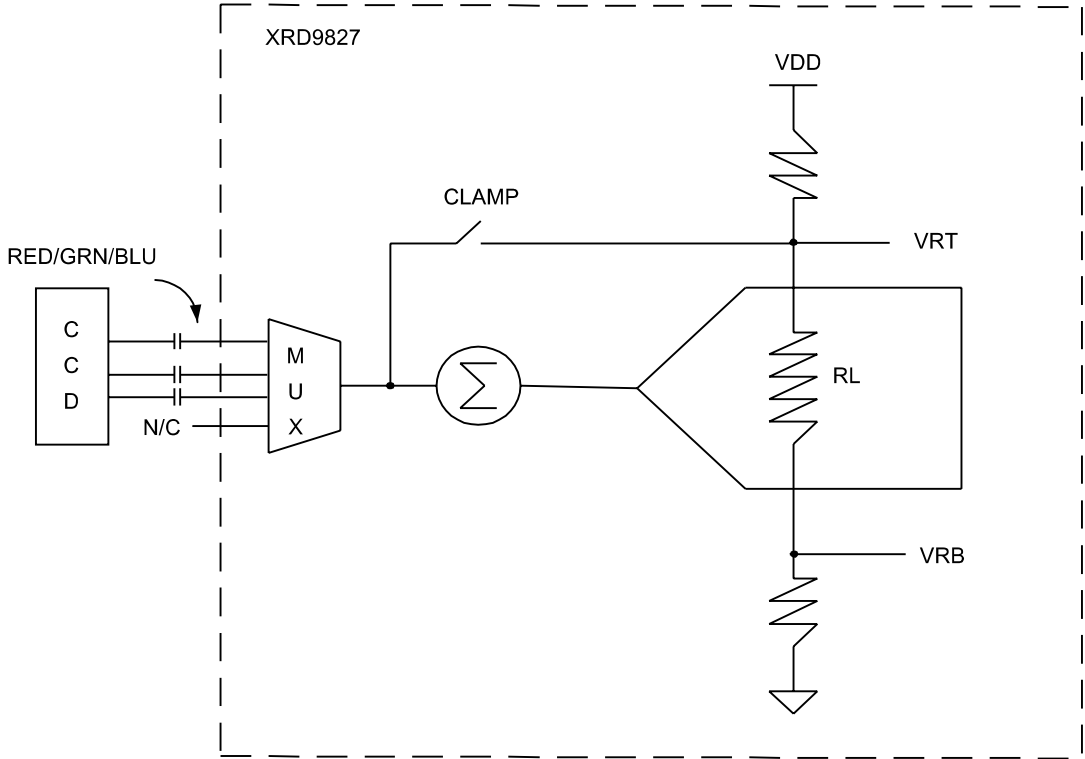 XRD9827
VDD
CLAMP
VRT
RED/GRN/BLU
C
C
D
M
U
X
Σ
RL
N/C
VRB